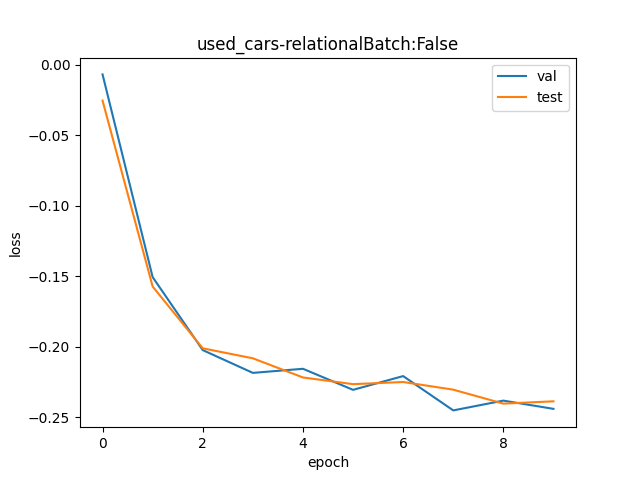 used_cars-relationalBatch:False
val
test
0.00
−0.05
−0.10
−0.15
−0.20
−0.25
loss
0 2 4 6 8
epoch